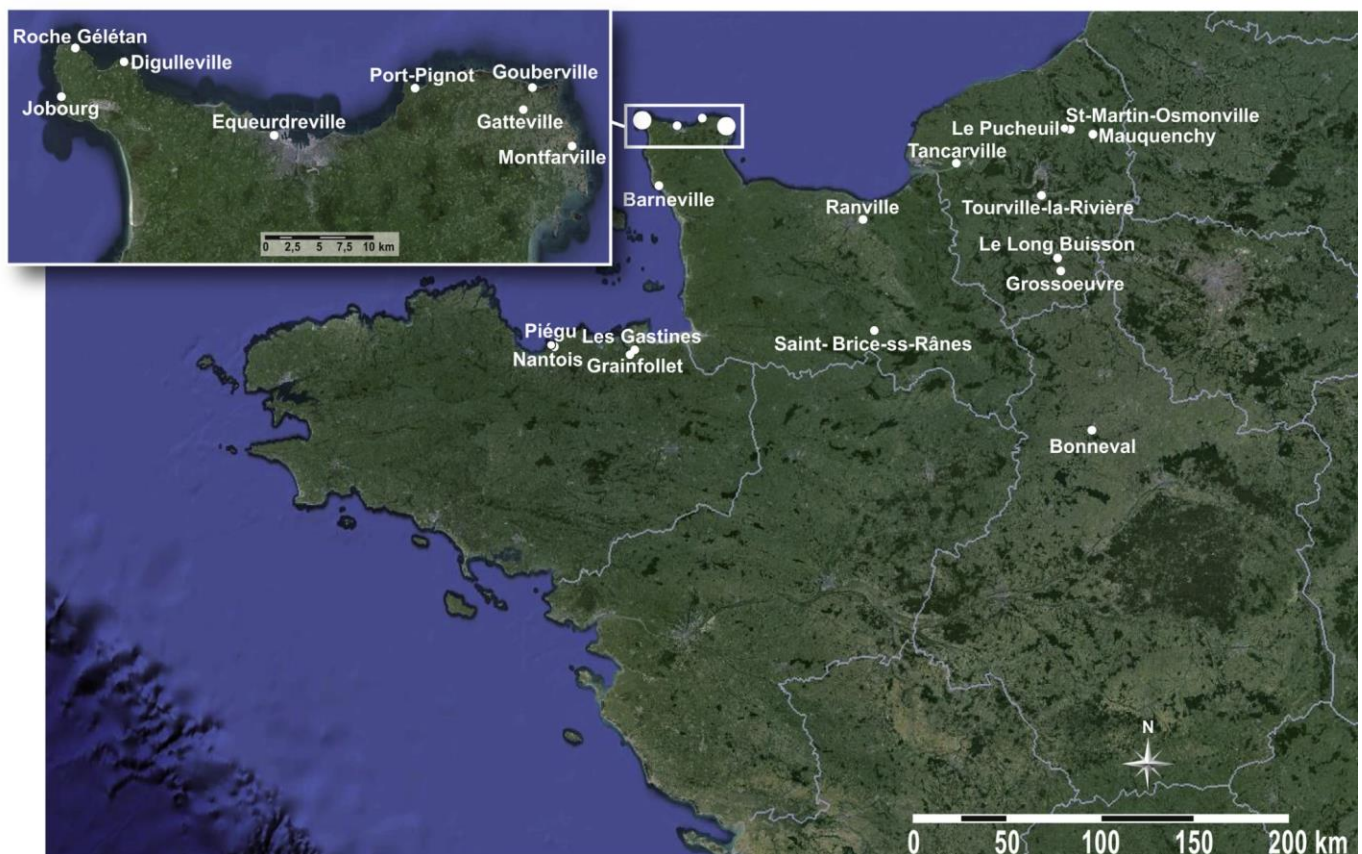 Roche Gélétan
Digulleville
Port-Pignot
Gouberville
Jobourg
Equeurdreville
Gatteville
Montfarville
0 2,5 5 7,5 10 km
St-Martin-Osmonville
Le Pucheuil
Mauquenchy
Tancarville
Barneville
Ranville
Tourville-la-Rivière
Le Long Buisson
Grossoeuvre
Piégu
Les Gastines
Nantois
Grainfollet
Saint- Brice-ss-Rânes
Bonneval
N
0 50 100 150 200 km